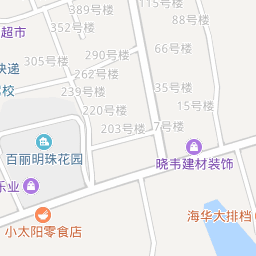 389号楼
352号楼
138号楼
88号楼
超市
290号楼
66号楼
305号楼
快递
262号楼
239号楼
35号楼
校
220号楼
15号楼
203号楼
7号楼
百丽明珠花园
晓韦建材装饰
乐业
海华大排档
小太阳零食店